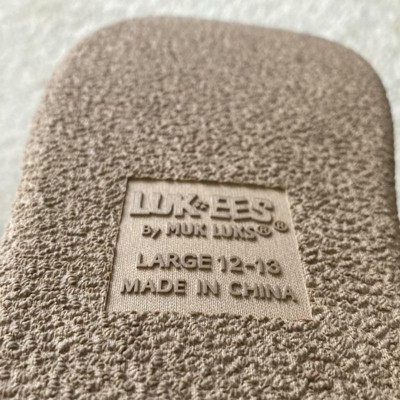 LUK-EES®
By MUK LUKS®
LARGE 12-13
MADE IN CHINA